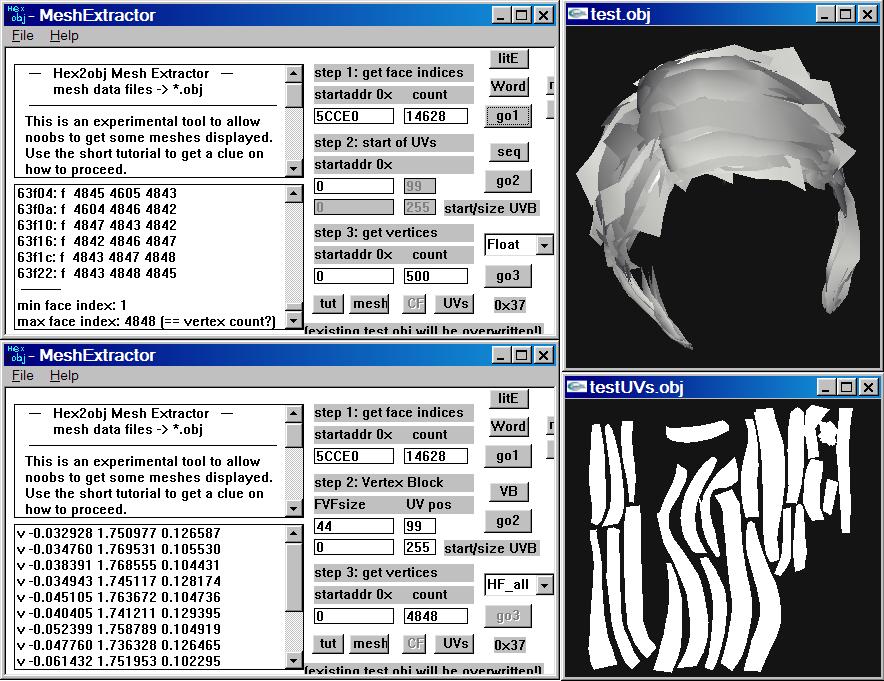 Hex
obj - MeshExtractor
File Help
— Hex2obj Mesh Extractor —
mesh data files -> *.obj
This is an experimental tool to allow
noobs to get some meshes displayed.
Use the short tutorial to get a clue on
how to proceed.
63f04: f 4845 4605 4843
63f0a: f 4604 4846 4842
63f10: f 4847 4843 4842
63f16: f 4842 4846 4847
63f1c: f 4843 4847 4848
63f22: f 4843 4848 4845
min face index: 1
max face index: 4848 (== vertex count?)
step 1: get face indices
startaddr 0x count
5CCE0 14628
step 2: start of UVs
startaddr 0x
0 99
0 255 start/size UVB
step 3: get vertices
startaddr 0x count
0 500
tut mesh CF UVs
(existing test.obj will be overwritten!)
litE
Word
go1
seq
go2
Float
go3
0x37
test.obj
Hex
obj - MeshExtractor
File Help
— Hex2obj Mesh Extractor —
mesh data files -> *.obj
This is an experimental tool to allow
noobs to get some meshes displayed.
Use the short tutorial to get a clue on
how to proceed.
v -0.032928 1.750977 0.126587
v -0.034760 1.769531 0.105530
v -0.038391 1.768555 0.104431
v -0.034943 1.745117 0.128174
v -0.045105 1.763672 0.104736
v -0.040405 1.741211 0.129395
v -0.052399 1.758789 0.104919
v -0.047760 1.736328 0.126465
v -0.061432 1.751953 0.102295
step 1: get face indices
startaddr 0x count
5CCE0 14628
step 2: Vertex Block
FVFsize UV pos
44 99
0 255 start/size UVB
step 3: get vertices
startaddr 0x count
0 4848
tut mesh CF UVs
(existing test.obj will be overwritten!)
litE
Word
go1
VB
go2
HF_all
go3
0x37
testUVs.obj